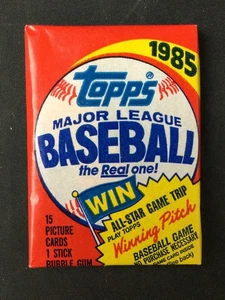 1985
topps
MAJOR LEAGUE
BASEBALL
the Real one!
WIN
ALL-STAR GAME TRIP
PLAY TOPPS
Winning Pitch
BASEBALL GAME
NO PURCHASE NECESSARY
15
PICTURE
CARDS
1 STICK
BUBBLE GUM